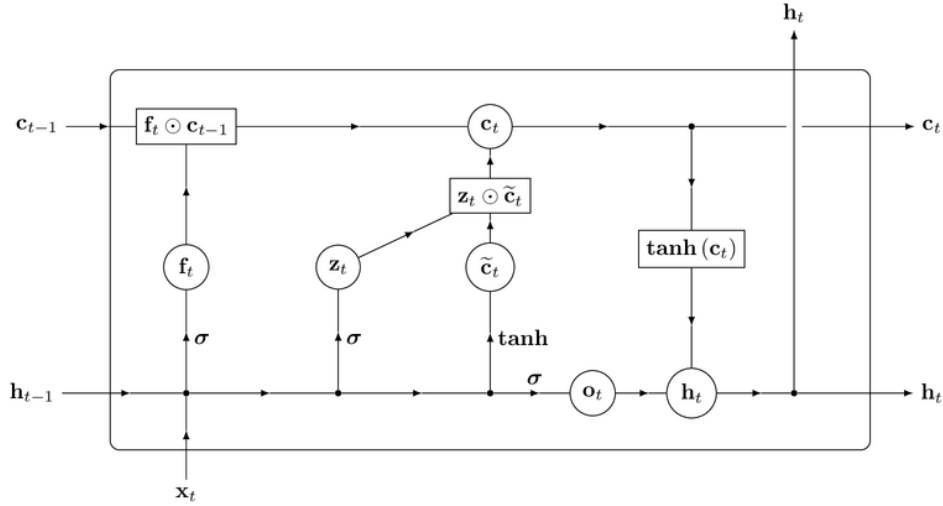 h_t
c_{t-1}
f_t ⊙ c_{t-1}
c_t
c_t
z_t ⊙ c̃_t
tanh (c_t)
f_t
z_t
c̃_t
σ
σ
tanh
σ
h_{t-1}
o_t
h_t
h_t
x_t